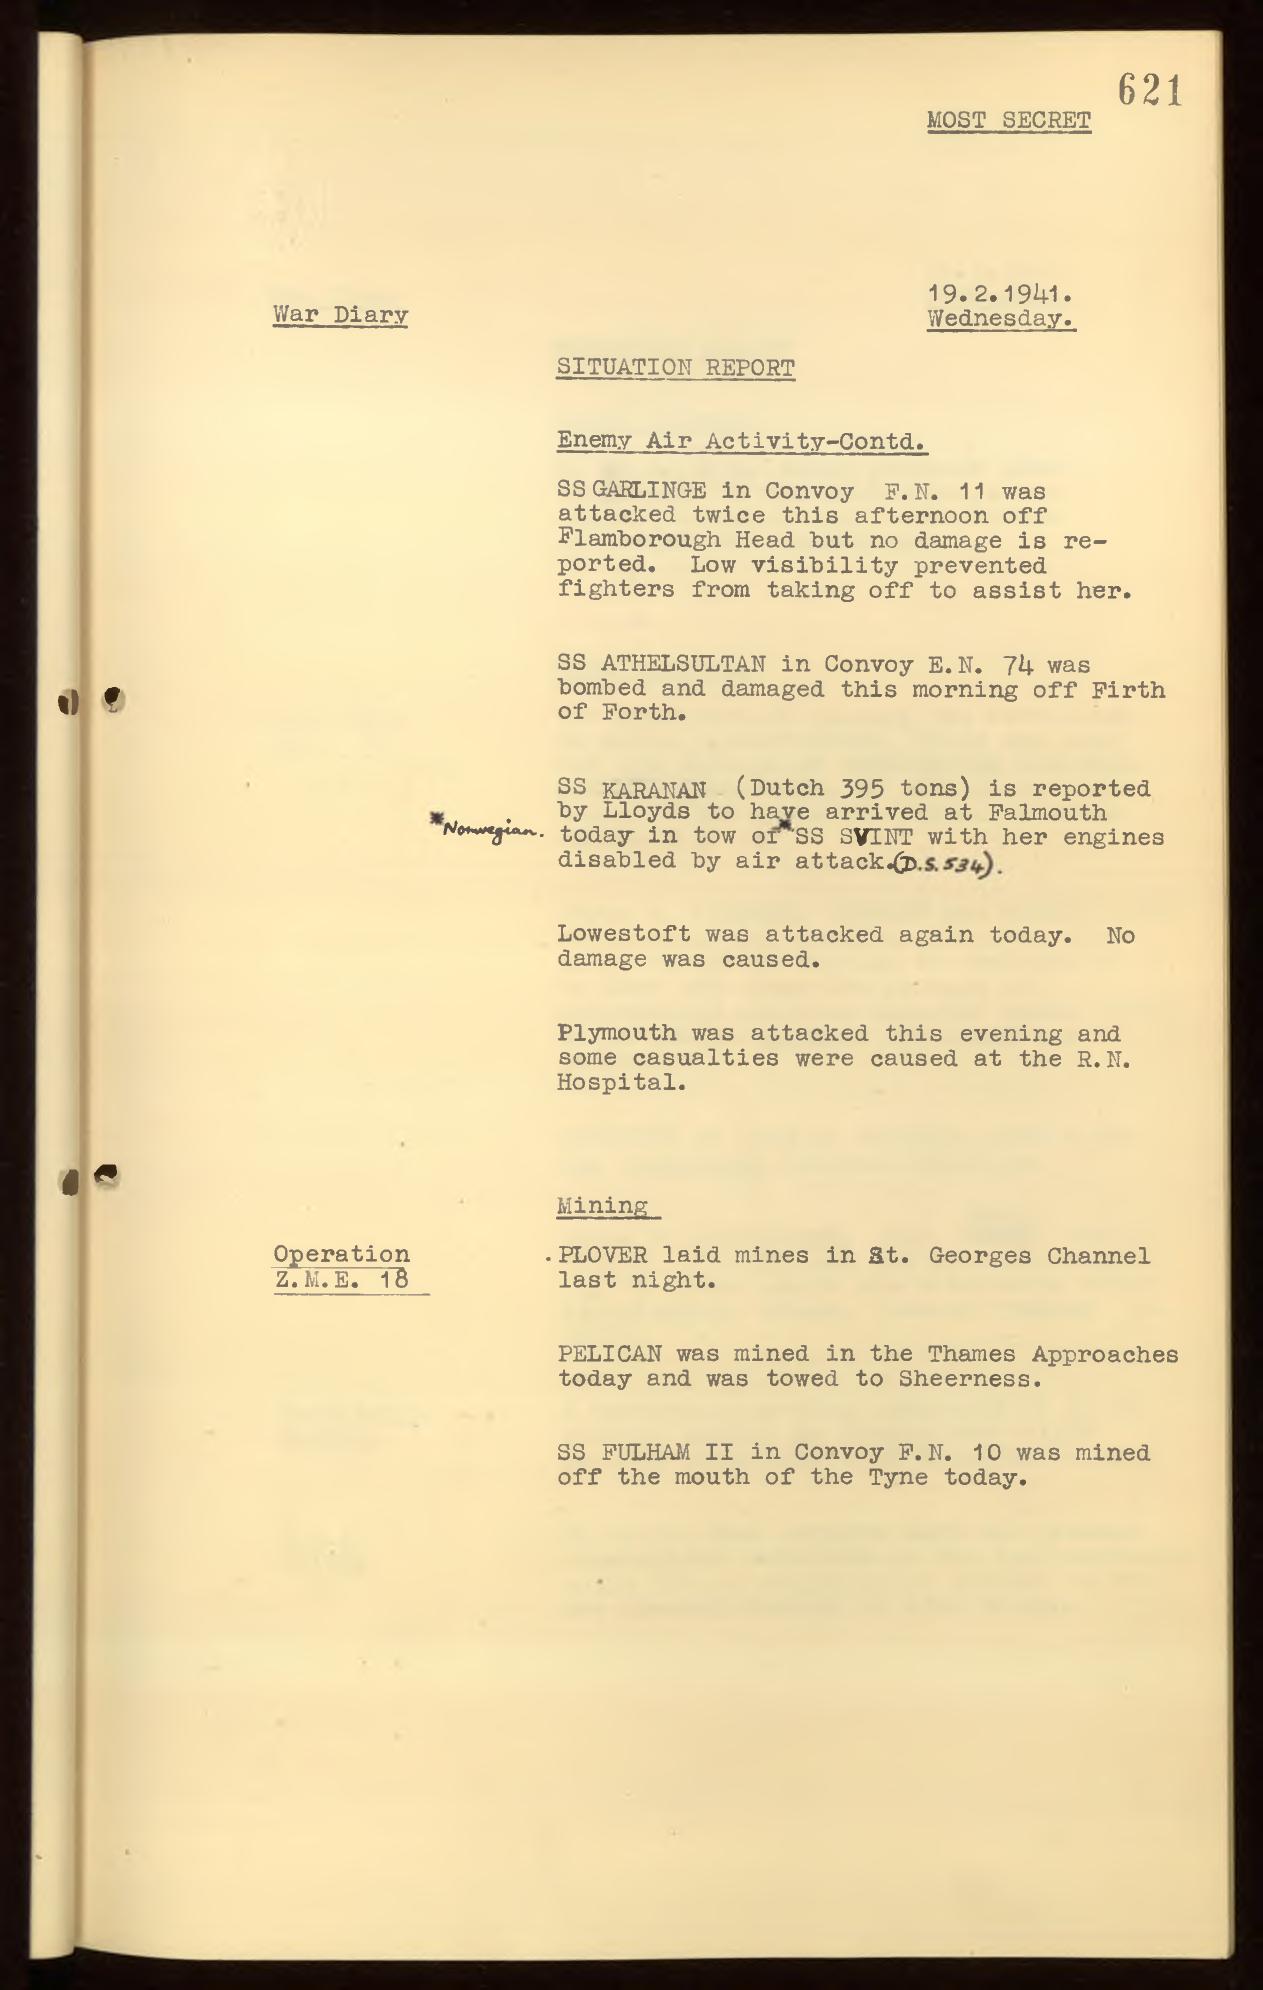 621
MOST SECRET
War Diary
19.2.1941.
Wednesday.
SITUATION REPORT
Enemy Air Activity-Contd.
SS GARLINGE in Convoy F.N. 11 was
attacked twice this afternoon off
Flamborough Head but no damage is re-
ported. Low visibility prevented
fighters from taking off to assist her.
SS ATHELSULTAN in Convoy E.N. 74 was
bombed and damaged this morning off Firth
of Forth.
SS KARANAN (Dutch 395 tons) is reported
by Lloyds to have arrived at Falmouth
*Norwegian. today in tow of *SS SVINT with her engines
disabled by air attack.(D.S.534).
Lowestoft was attacked again today. No
damage was caused.
Plymouth was attacked this evening and
some casualties were caused at the R.N.
Hospital.
Mining
Operation
Z.M.E. 18
.PLOVER laid mines in St. Georges Channel
last night.
PELICAN was mined in the Thames Approaches
today and was towed to Sheerness.
SS FULHAM II in Convoy F.N. 10 was mined
off the mouth of the Tyne today.